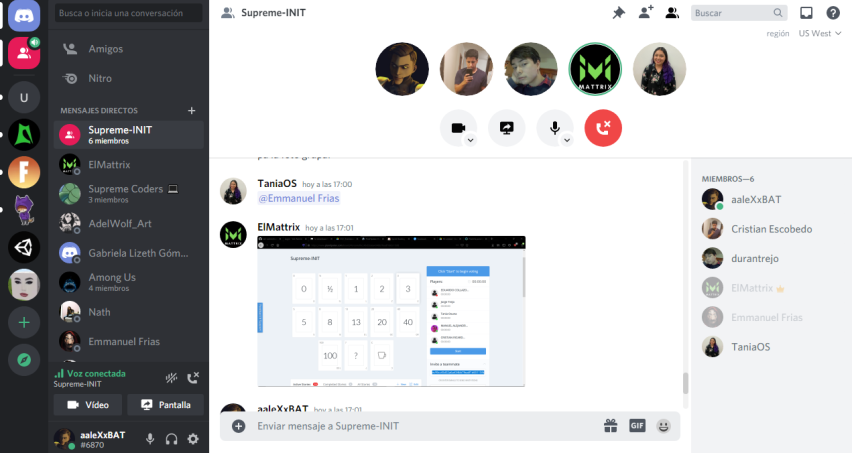 Busca o inicia una conversación
Amigos
Nitro
MENSAJES DIRECTOS
Supreme-INIT
6 miembros
ElMattrix
Supreme Coders
3 miembros
AdelWolf_Art
Gabriela Lizeth Góm...
Among Us
4 miembros
Nath
Emmanuel Frias
Voz conectada
Supreme-INIT
Vídeo
Pantalla
aaleXxBAT
#6870
U
Supreme-INIT
Buscar
región
US West
MATTRIX
TaniaOS hoy a las 17:00
@Emmanuel Frias
ElMattrix hoy a las 17:01
Supreme INIT
0 ½ 1 2 3
5 8 13 20 40
100 ?
Players
aaleXxBAT hoy a las 17:01
Enviar mensaje a Supreme-INIT
GIF
MIEMBROS—6
aaleXxBAT
Cristian Escobedo
durantrejo
ElMattrix
Emmanuel Frias
TaniaOS